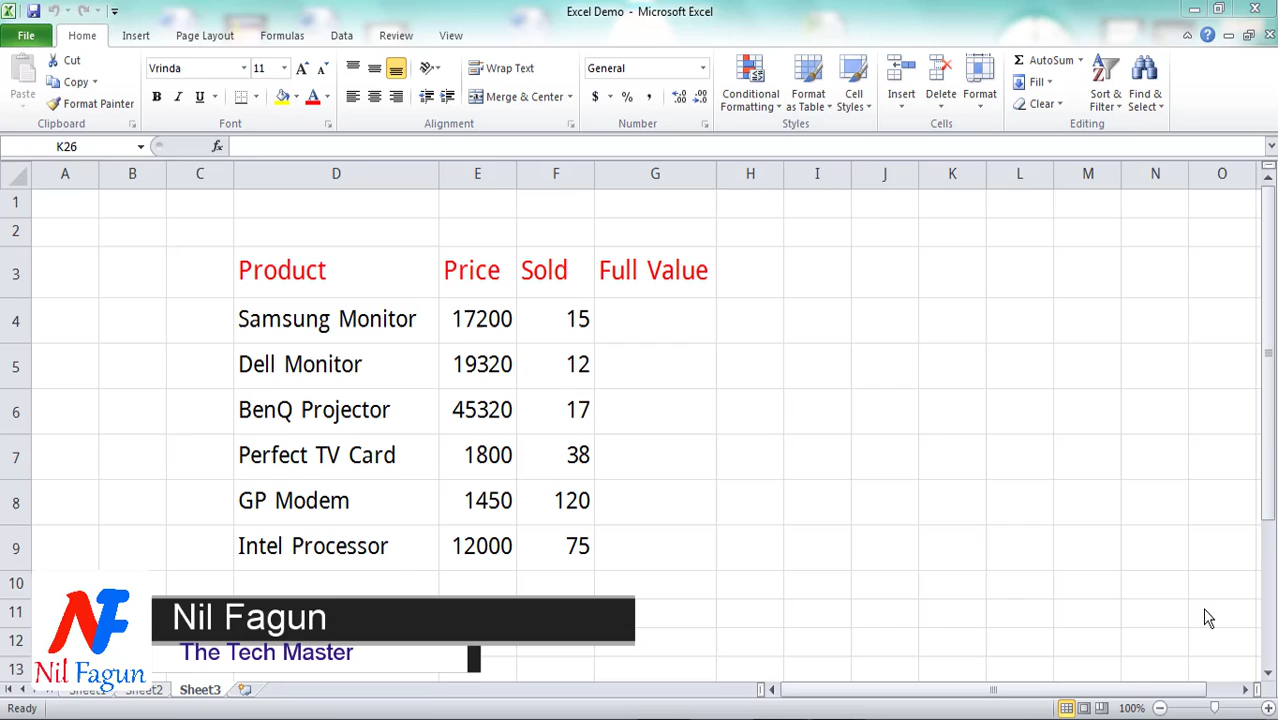 Excel Demo - Microsoft Excel
File Home Insert Page Layout Formulas Data Review View
Paste
Cut
Copy
Format Painter
Clipboard
Vrinda 11 A A
B I U A
Font
Wrap Text
Merge & Center
Alignment
General
$ % , .00 .00
Number
Conditional Formatting
Format as Table
Cell Styles
Styles
Insert Delete Format
Cells
Σ AutoSum
Fill
Clear
Sort & Filter
Find & Select
Editing
K26 fx
A B C D E F G H I J K L M N O
1
2
3 Product Price Sold Full Value
4 Samsung Monitor 17200 15
5 Dell Monitor 19320 12
6 BenQ Projector 45320 17
7 Perfect TV Card 1800 38
8 GP Modem 1450 120
9 Intel Processor 12000 75
10
11
12
13
NF
Nil Fagun
Nil Fagun
The Tech Master
Sheet1 Sheet2 Sheet3
Ready 100%